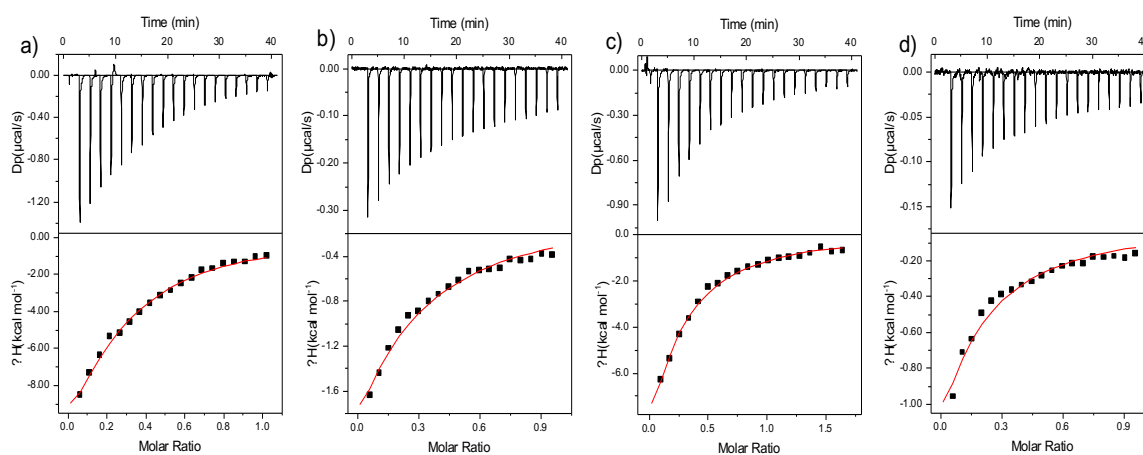 a)
Time (min)
0 10 20 30 40
0.00
-0.40
-0.80
-1.20
Dp(μcal/s)
0.00
-2.00
-4.00
-6.00
-8.00
?H(kcal mol⁻¹)
0.0 0.2 0.4 0.6 0.8 1.0
Molar Ratio
b)
Time (min)
0 10 20 30 40
0.00
-0.10
-0.20
-0.30
Dp(μcal/s)
-0.4
-0.8
-1.2
-1.6
?H(kcal mol⁻¹)
0.0 0.3 0.6 0.9
Molar Ratio
c)
Time (min)
0 10 20 30 40
0.00
-0.30
-0.60
-0.90
Dp(μcal/s)
0.0
-2.0
-4.0
-6.0
?H(kcal mol⁻¹)
0.0 0.5 1.0 1.5
Molar Ratio
d)
Time (min)
0 10 20 30 40
0.00
-0.05
-0.10
-0.15
Dp(μcal/s)
-0.20
-0.40
-0.60
-0.80
-1.00
?H(kcal mol⁻¹)
0.0 0.3 0.6 0.9
Molar Ratio